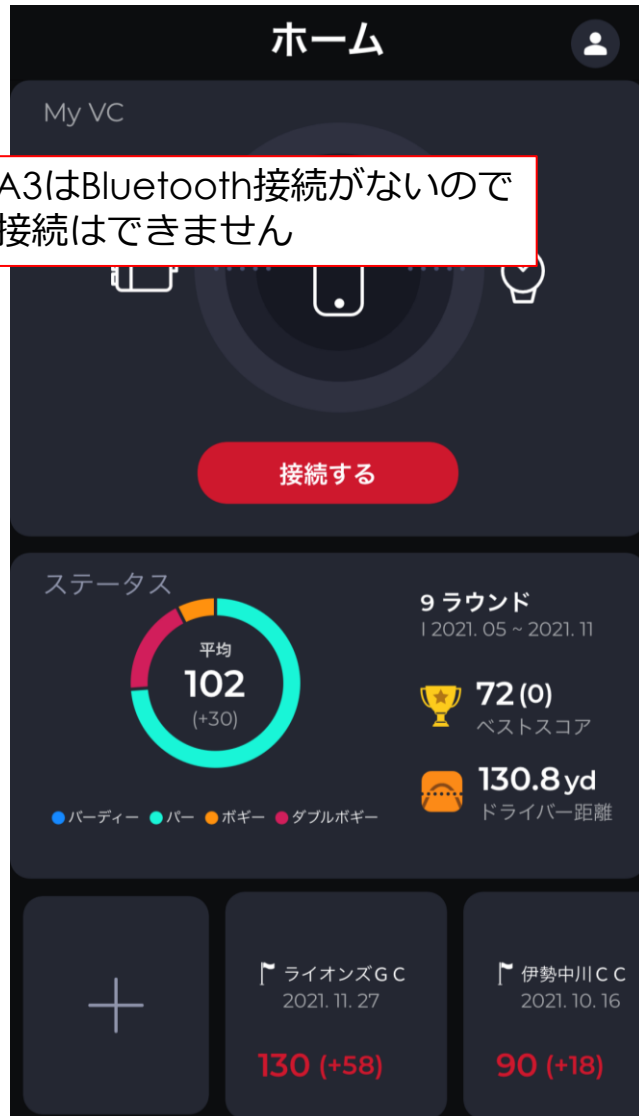 ホーム
My VC
A3はBluetooth接続がないので
接続はできません
接続する
ステータス
平均
102
(+30)
バーディー パー ボギー ダブルボギー
9 ラウンド
| 2021. 05 ~ 2021. 11
72 (0)
ベストスコア
130.8 yd
ドライバー距離
ライオンズＧＣ
2021. 11. 27
130 (+58)
伊勢中川ＣＣ
2021. 10. 16
90 (+18)